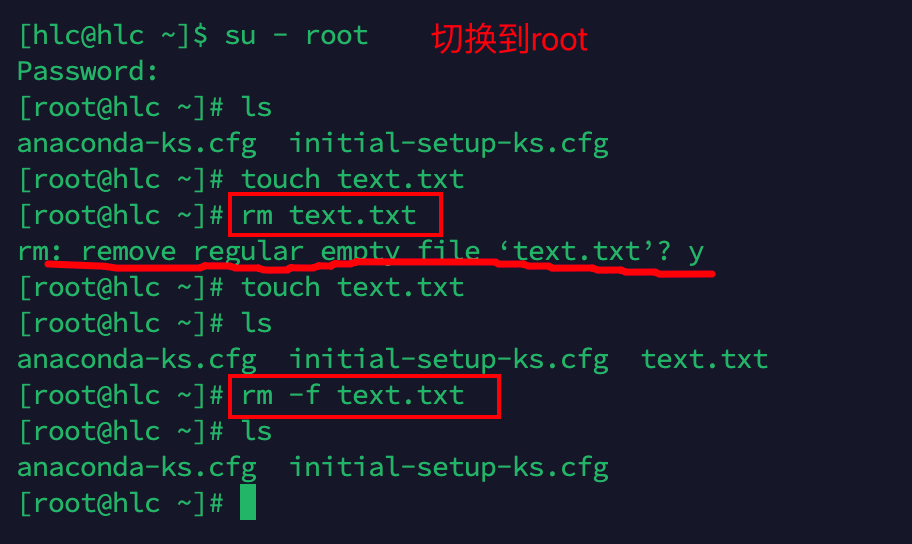 [hlc@hlc ~]$ su - root 切换到root
Password:
[root@hlc ~]# ls
anaconda-ks.cfg  initial-setup-ks.cfg
[root@hlc ~]# touch text.txt
[root@hlc ~]# rm text.txt
rm: remove regular empty file ‘text.txt’? y
[root@hlc ~]# touch text.txt
[root@hlc ~]# ls
anaconda-ks.cfg  initial-setup-ks.cfg  text.txt
[root@hlc ~]# rm -f text.txt
[root@hlc ~]# ls
anaconda-ks.cfg  initial-setup-ks.cfg
[root@hlc ~]#